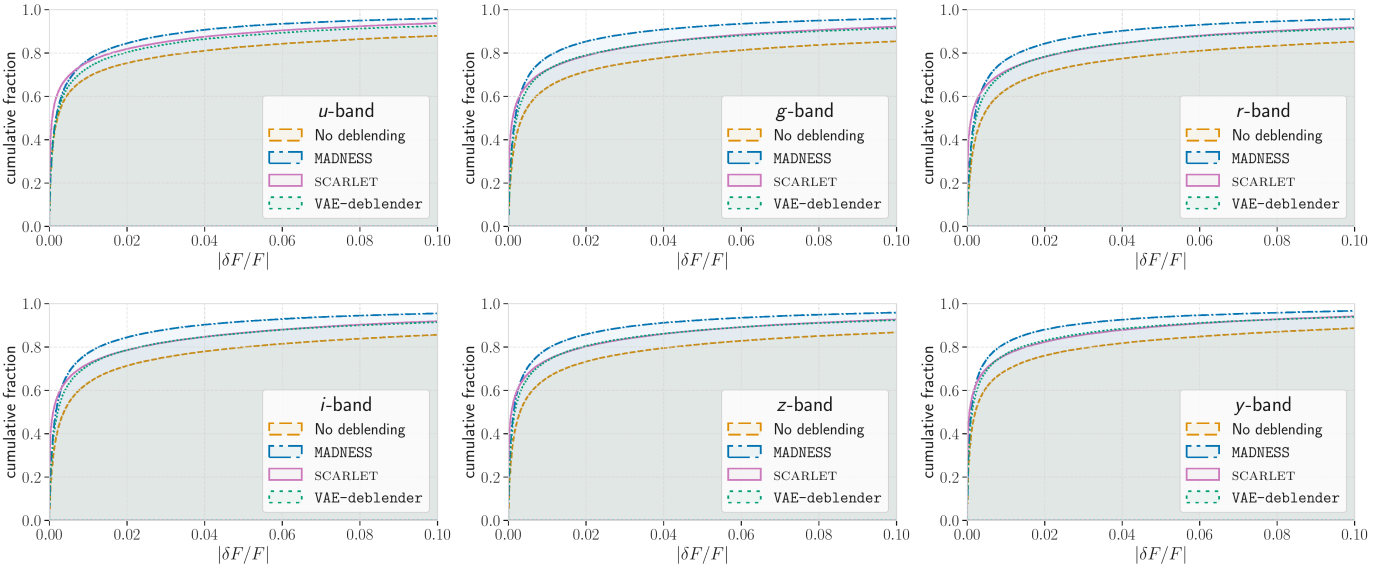 1.0
0.8
0.6
0.4
0.2
0.0
cumulative fraction
u-band
No deblending
MADNESS
SCARLET
VAE-deblender
0.00 0.02 0.04 0.06 0.08 0.10
|δF/F|
1.0
0.8
0.6
0.4
0.2
0.0
cumulative fraction
g-band
No deblending
MADNESS
SCARLET
VAE-deblender
0.00 0.02 0.04 0.06 0.08 0.10
|δF/F|
1.0
0.8
0.6
0.4
0.2
0.0
cumulative fraction
r-band
No deblending
MADNESS
SCARLET
VAE-deblender
0.00 0.02 0.04 0.06 0.08 0.10
|δF/F|
1.0
0.8
0.6
0.4
0.2
0.0
cumulative fraction
i-band
No deblending
MADNESS
SCARLET
VAE-deblender
0.00 0.02 0.04 0.06 0.08 0.10
|δF/F|
1.0
0.8
0.6
0.4
0.2
0.0
cumulative fraction
z-band
No deblending
MADNESS
SCARLET
VAE-deblender
0.00 0.02 0.04 0.06 0.08 0.10
|δF/F|
1.0
0.8
0.6
0.4
0.2
0.0
cumulative fraction
y-band
No deblending
MADNESS
SCARLET
VAE-deblender
0.00 0.02 0.04 0.06 0.08 0.10
|δF/F|